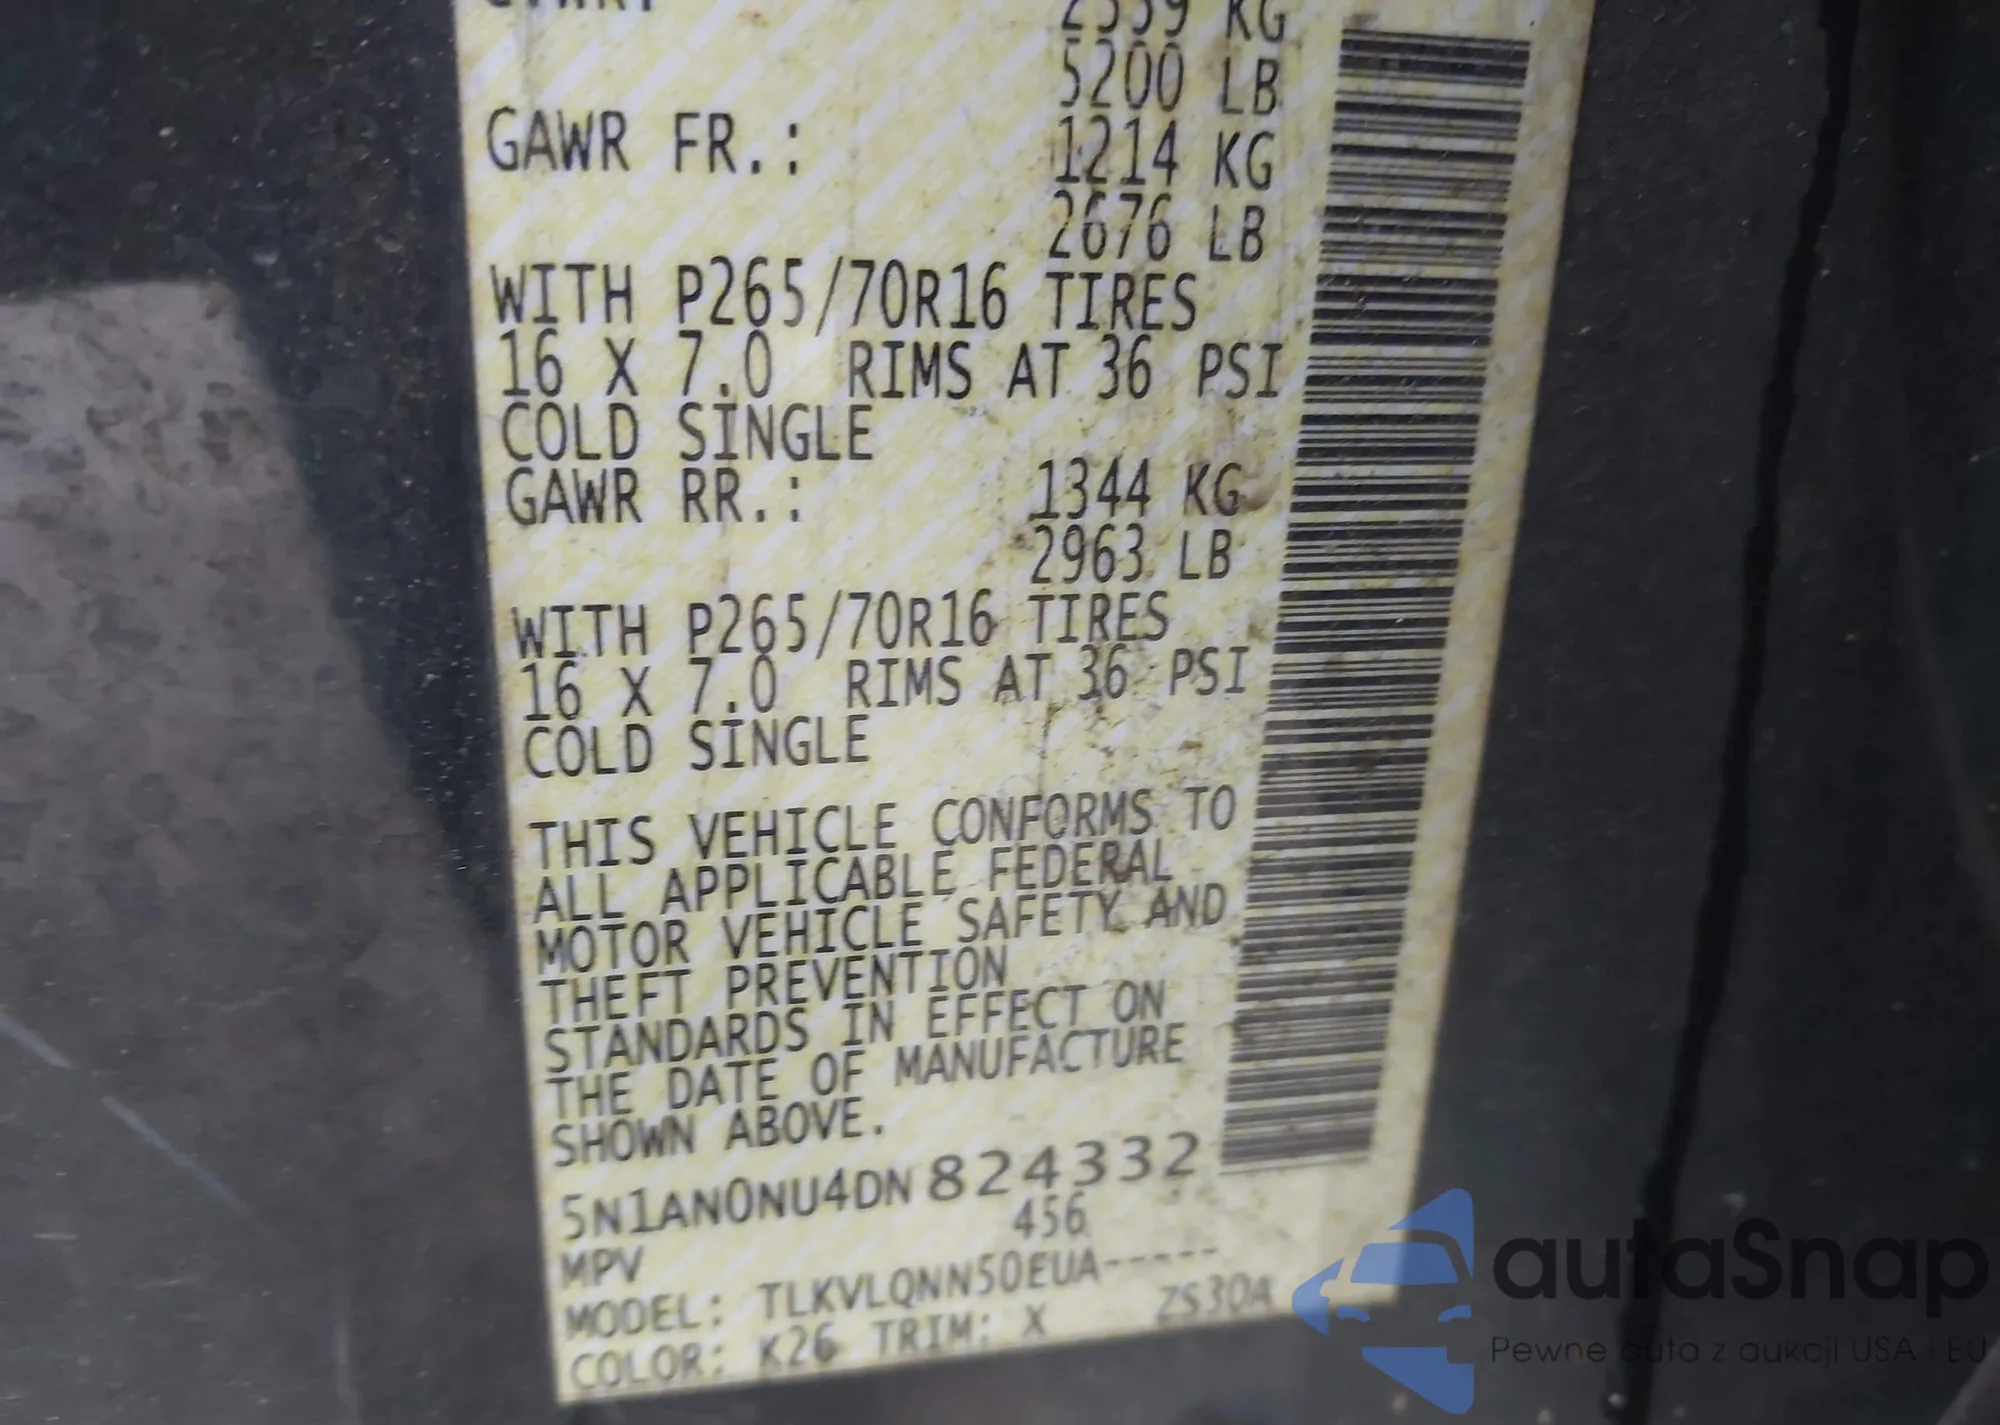 2359 KG
5200 LB
GAWR FR.: 1214 KG
2676 LB
WITH P265/70R16 TIRES
16 X 7.0 RIMS AT 36 PSI
COLD SINGLE
GAWR RR.: 1344 KG
2963 LB
WITH P265/70R16 TIRES
16 X 7.0 RIMS AT 36 PSI
COLD SINGLE
THIS VEHICLE CONFORMS TO
ALL APPLICABLE FEDERAL
MOTOR VEHICLE SAFETY AND
THEFT PREVENTION
STANDARDS IN EFFECT ON
THE DATE OF MANUFACTURE
SHOWN ABOVE.
5N1AN0NU4DN824332
456
MPV
MODEL: TLKVLQNN50EUA-----
COLOR: K26 TRIM: X ZS30A
autaSnap
Pewne auta z aukcji USA i EU